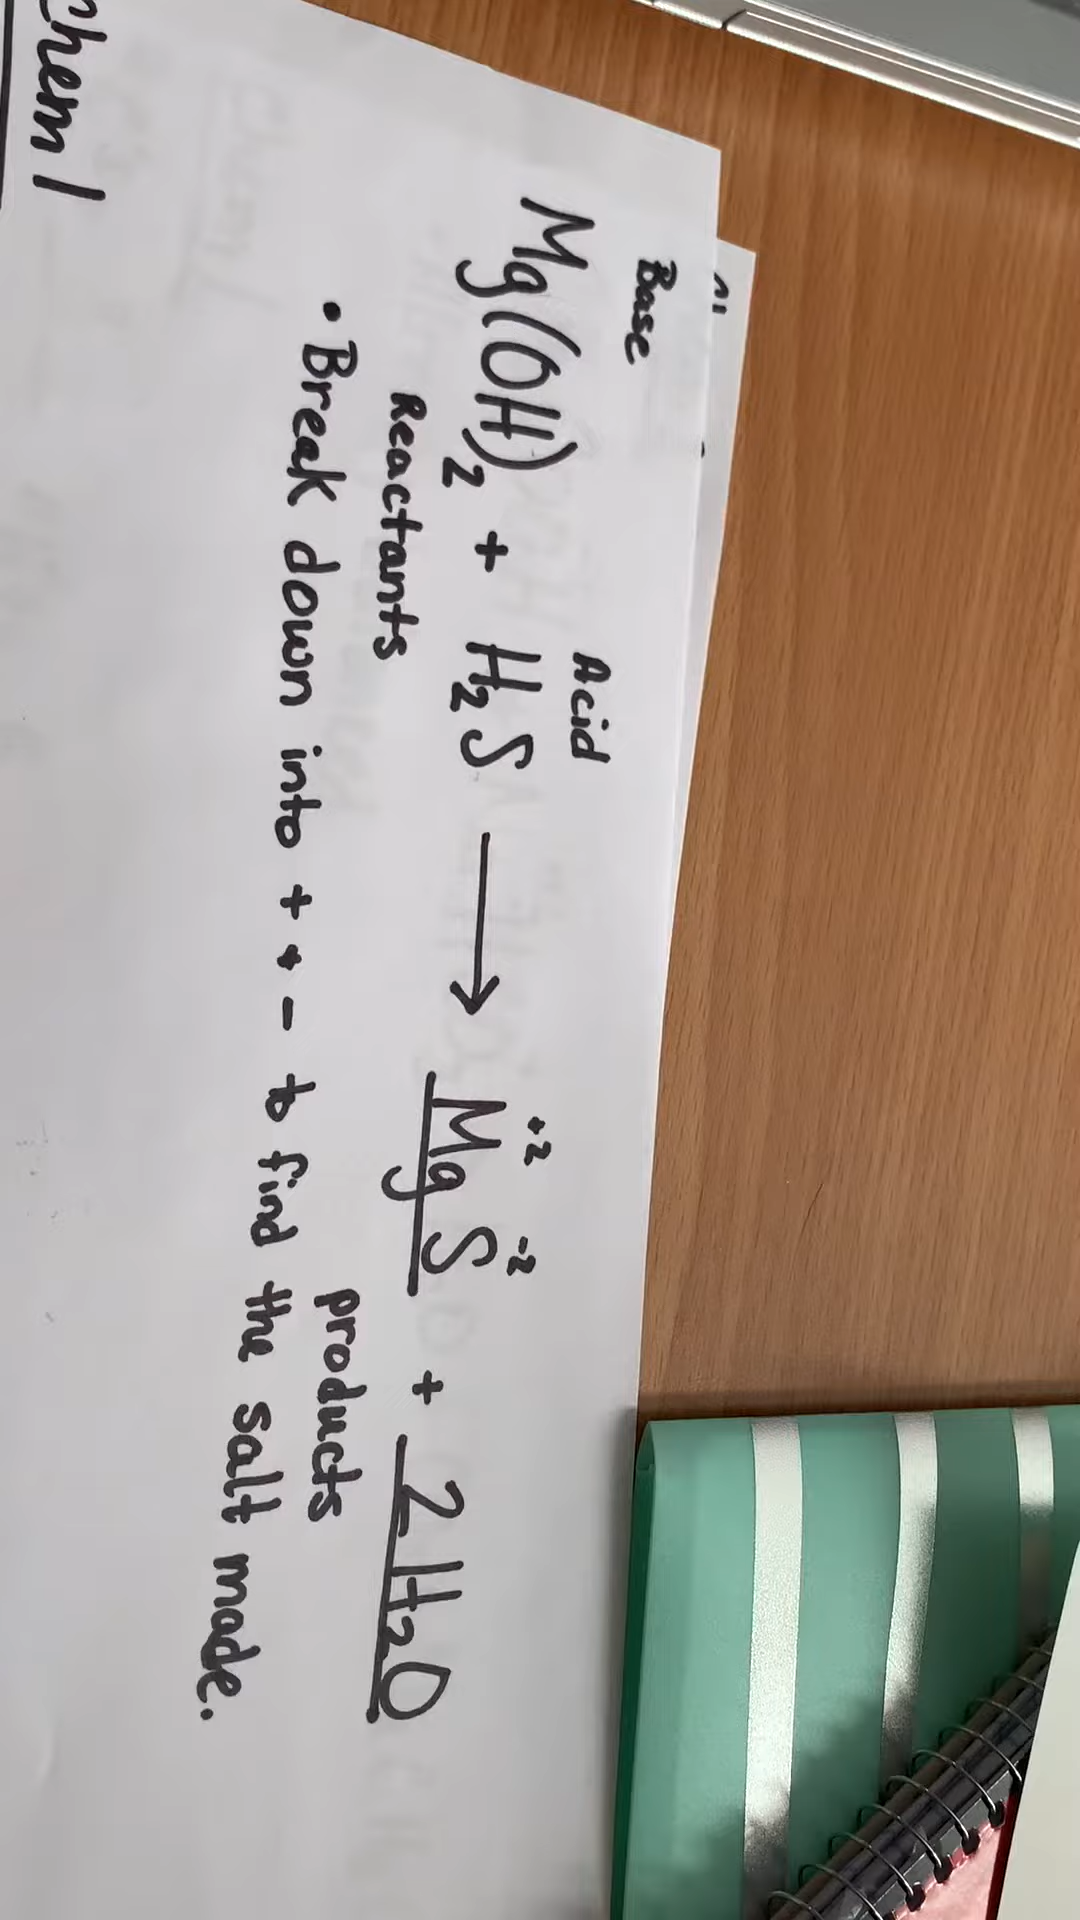 Base Acid
Mg(OH)₂ + H₂S → Mg⁺²S⁻² + 2H₂O
Reactants products
• Break down into + + - to find the salt made.
Chem 1